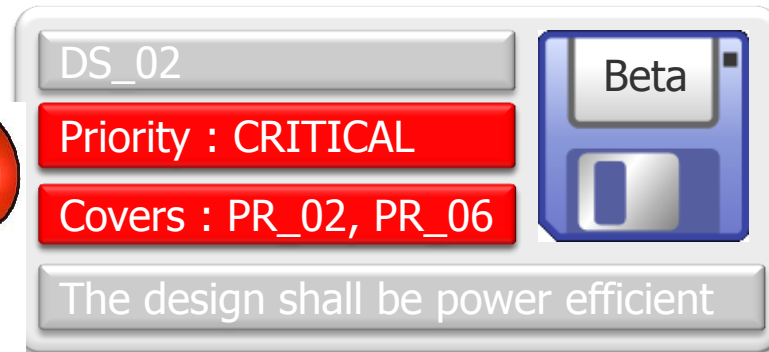 DS_02
Beta
Priority : CRITICAL
Covers : PR_02, PR_06
The design shall be power efficient